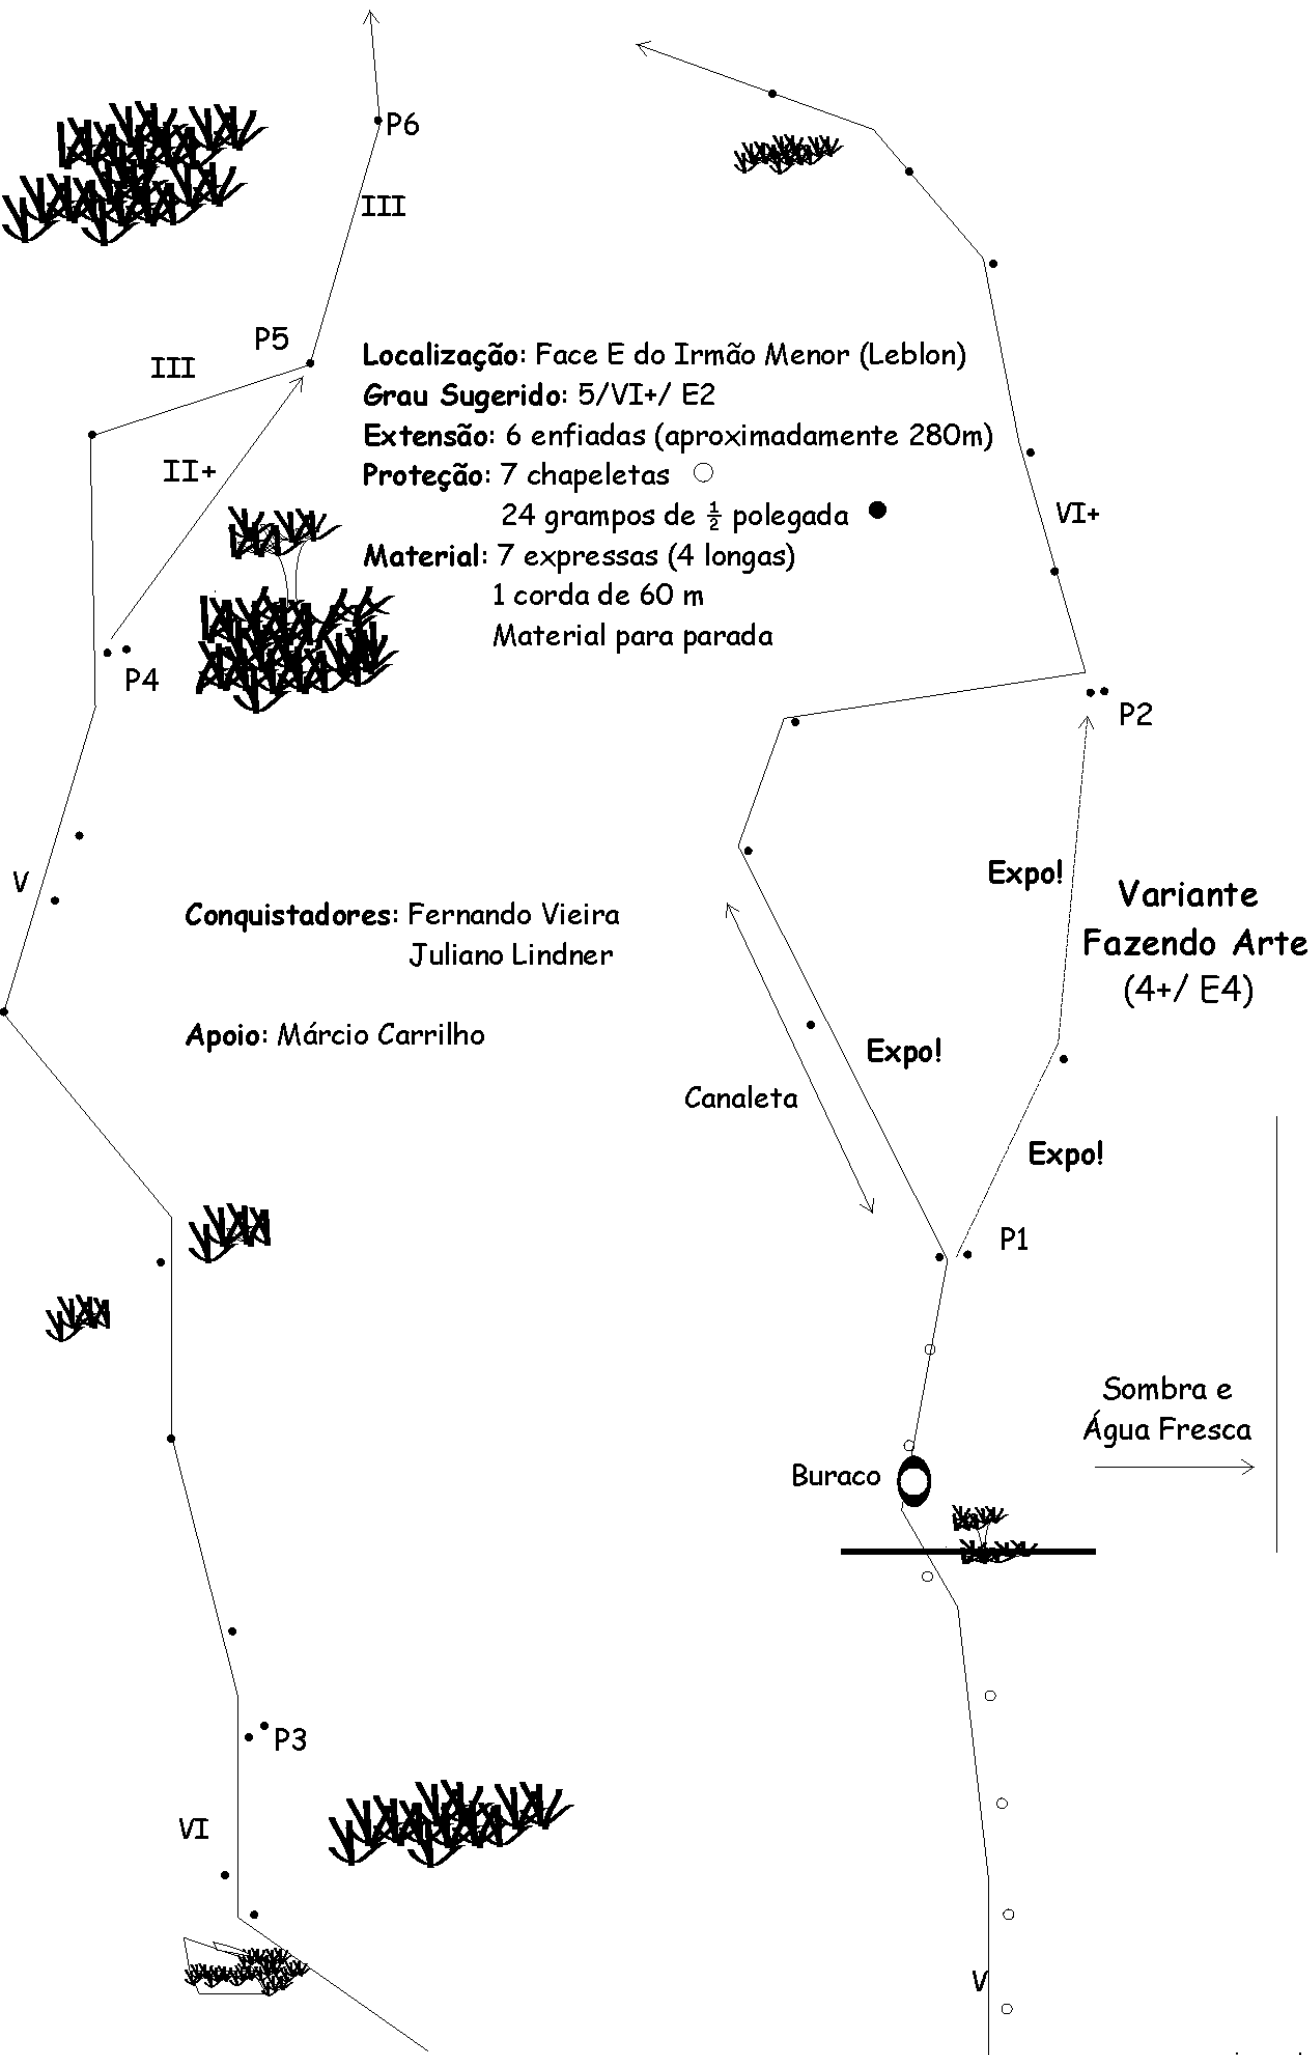 P6
III
P5
III
II+
P4
Localização: Face E do Irmão Menor (Leblon)
Grau Sugerido: 5/VI+/ E2
Extensão: 6 enfiadas (aproximadamente 280m)
Proteção: 7 chapeletas
24 grampos de ½ polegada
Material: 7 expressas (4 longas)
1 corda de 60 m
Material para parada
VI+
P2
V
Conquistadores: Fernando Vieira
Juliano Lindner
Apoio: Márcio Carrilho
Expo!
Variante
Fazendo Arte
(4+/ E4)
Expo!
Canaleta
Expo!
P1
Sombra e
Água Fresca
Buraco
P3
VI
V